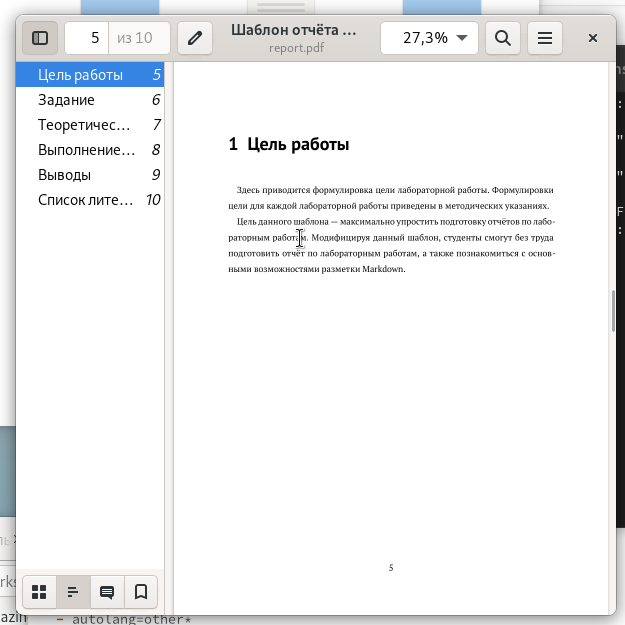 5 из 10
Шаблон отчёта …
report.pdf
27,3%
Цель работы 5
Задание 6
Теоретичес… 7
Выполнение… 8
Выводы 9
Список лите… 10
1 Цель работы
Здесь приводится формулировка цели лабораторной работы. Формулировки
цели для каждой лабораторной работы приведены в методических указаниях.
Цель данного шаблона — максимально упростить подготовку отчётов по лабо-
раторным работам. Модифицируя данный шаблон, студенты смогут без труда
подготовить отчёт по лабораторным работам, а также познакомиться с основ-
ными возможностями разметки Markdown.
5
rks
azin
- autolang=other*